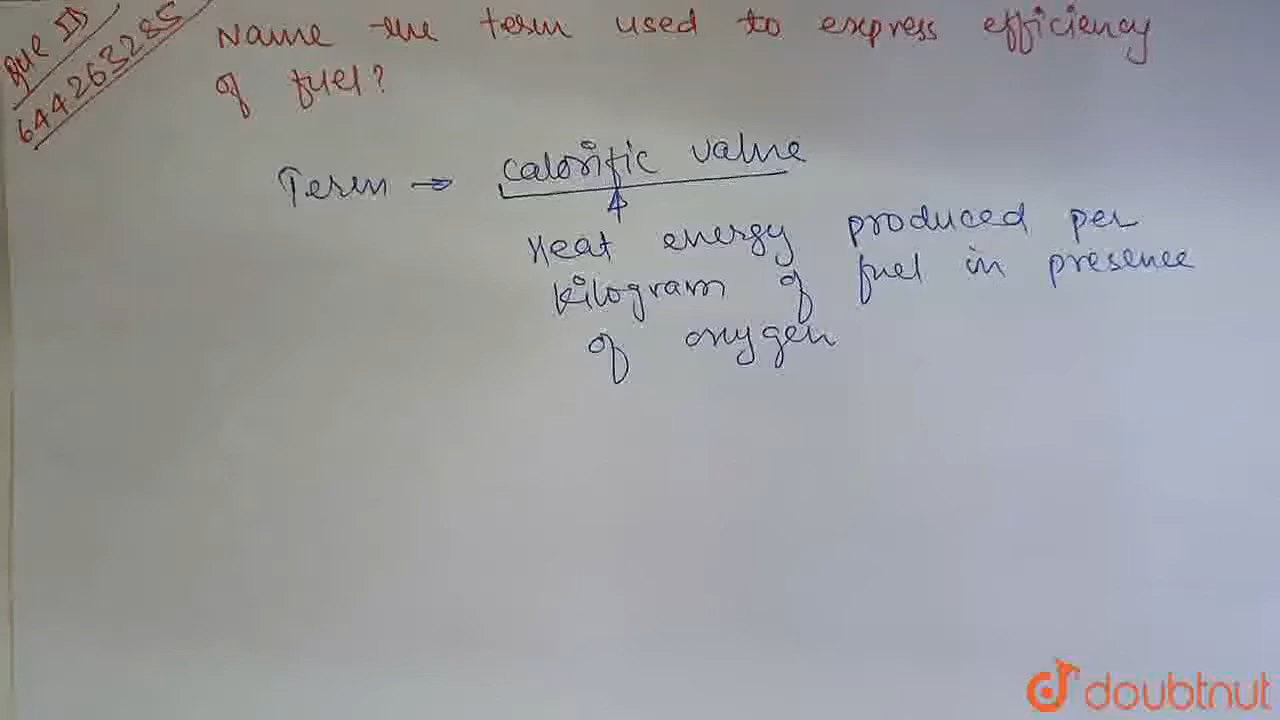 Que ID
644263285
Name the term used to express efficiency
of fuel?
Term → calorific value
Heat energy produced per
kilogram of fuel in presence
of oxygen
doubtnut